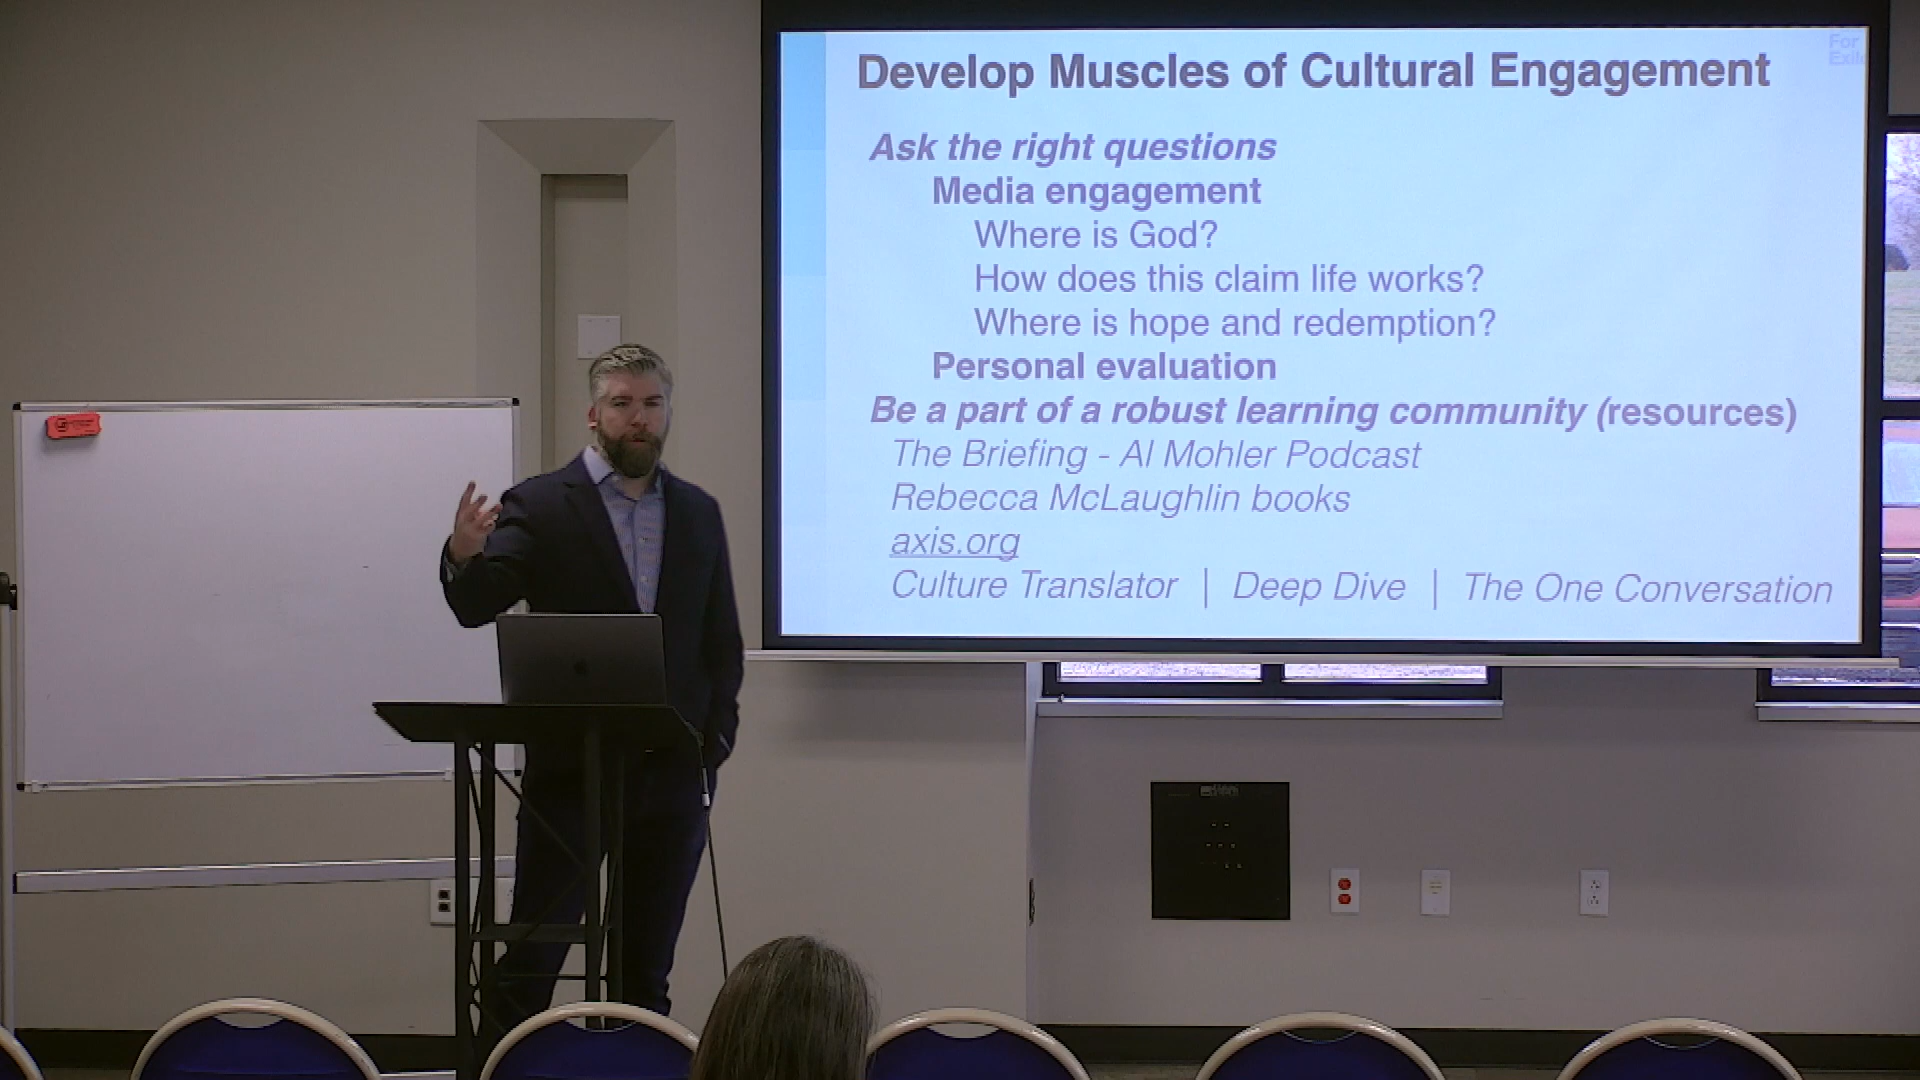 Develop Muscles of Cultural Engagement
For
Exile
Ask the right questions
Media engagement
Where is God?
How does this claim life works?
Where is hope and redemption?
Personal evaluation
Be a part of a robust learning community (resources)
The Briefing - Al Mohler Podcast
Rebecca McLaughlin books
axis.org
Culture Translator | Deep Dive | The One Conversation